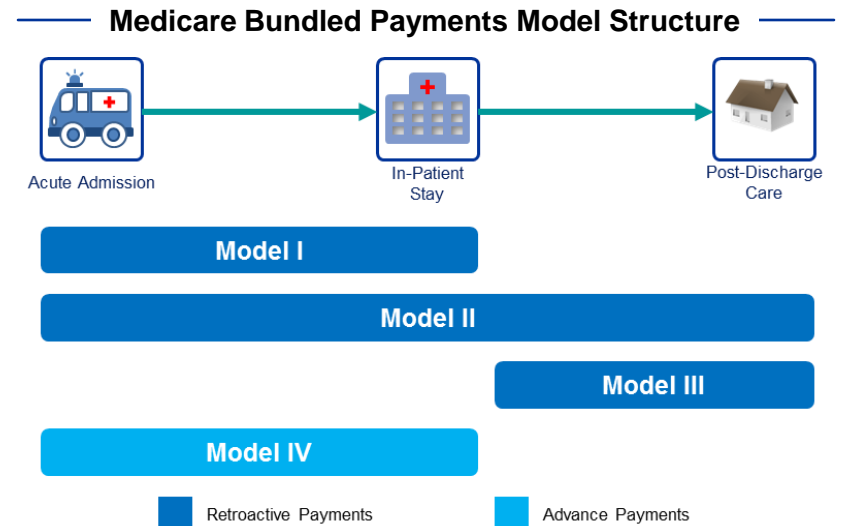 Medicare Bundled Payments Model Structure
Acute Admission
In-Patient
Stay
Post-Discharge
Care
Model I
Model II
Model III
Model IV
Retroactive Payments
Advance Payments